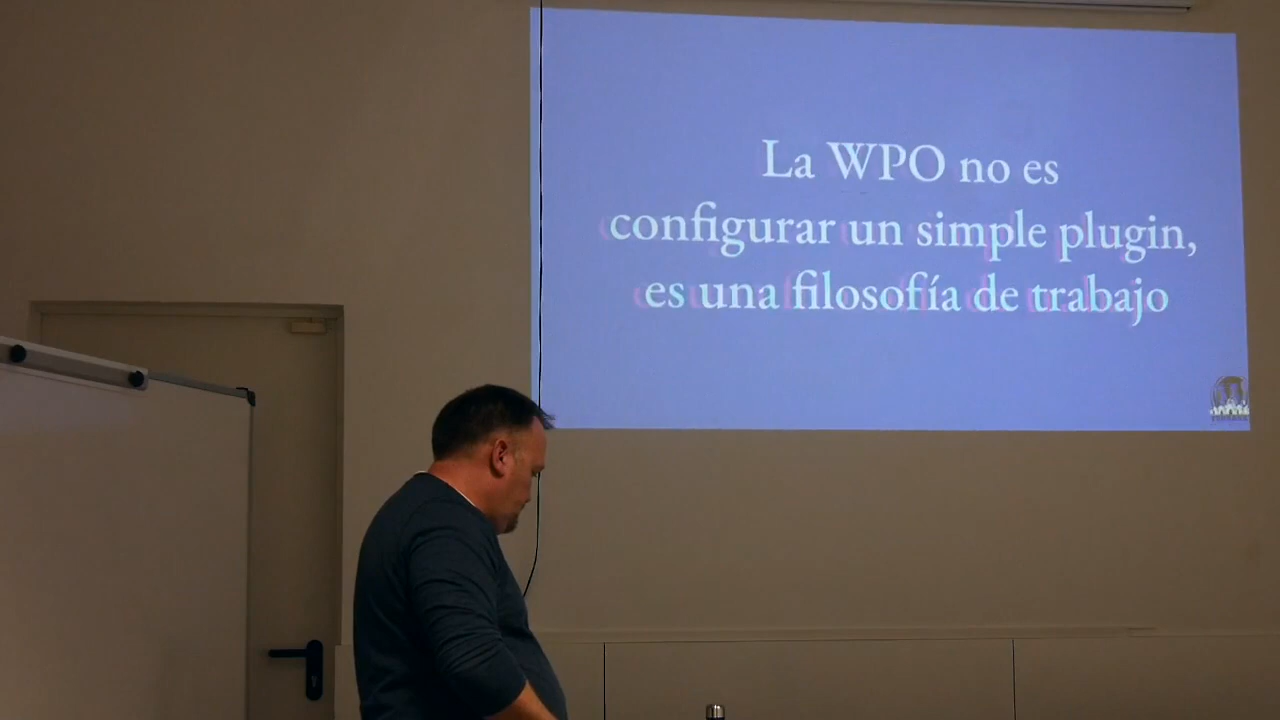 La WPO no es
configurar un simple plugin,
es una filosofía de trabajo